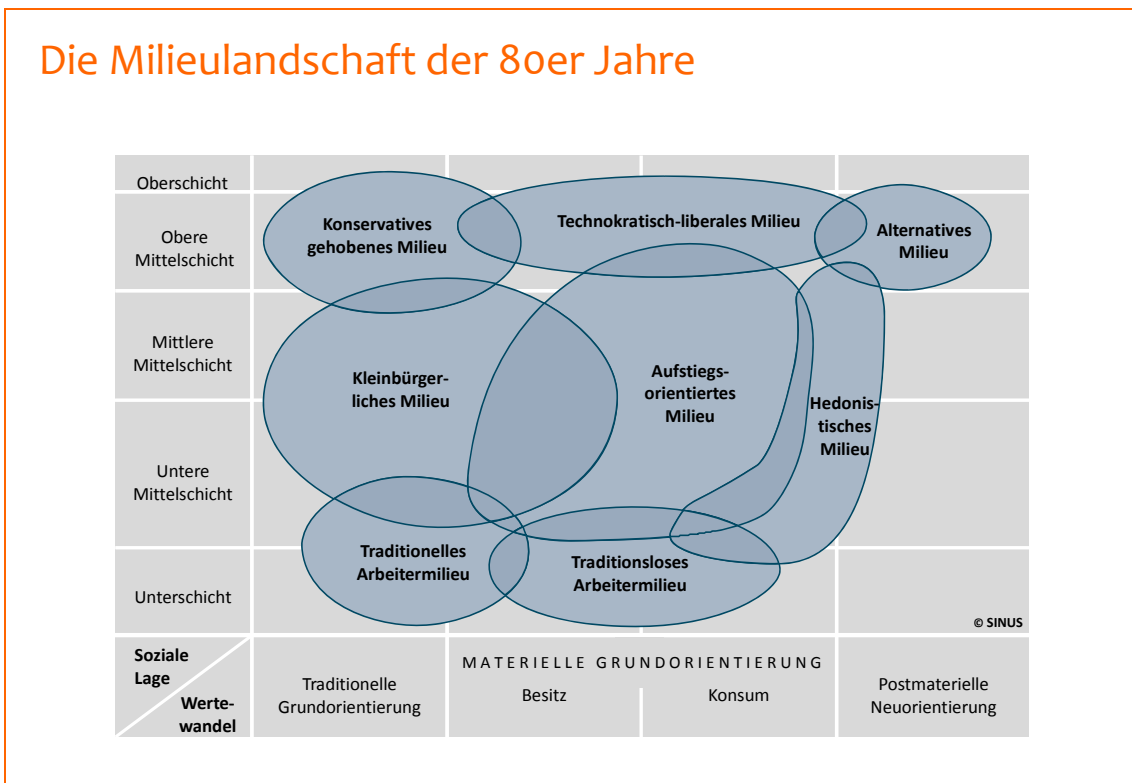 Die Milieulandschaft der 80er Jahre
Oberschicht
Konservatives
gehobenes Milieu
Technokratisch-liberales Milieu
Alternatives
Milieu
Obere
Mittelschicht
Mittlere
Mittelschicht
Kleinbürger-
liches Milieu
Aufstiegs-
orientiertes
Milieu
Hedonis-
tisches
Milieu
Untere
Mittelschicht
Traditionelles
Arbeitermilieu
Traditionsloses
Arbeitermilieu
Unterschicht
© SINUS
Soziale
Lage
Werte-
wandel
Traditionelle
Grundorientierung
MATERIELLE GRUNDORIENTIERUNG
Besitz
Konsum
Postmaterielle
Neuorientierung